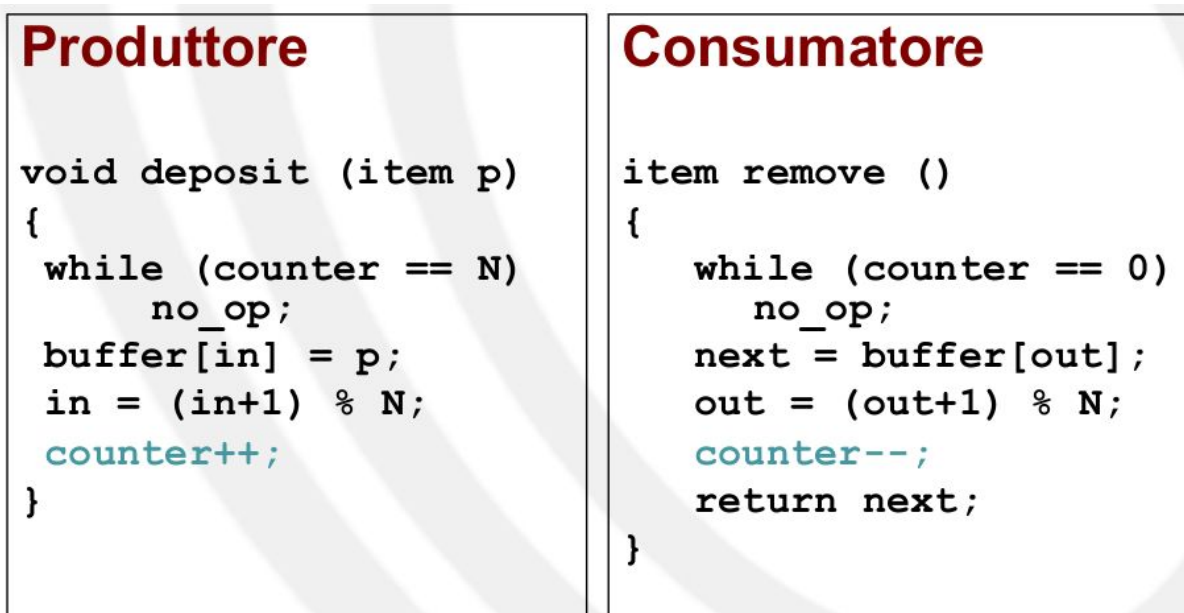 Produttore
void deposit (item p)
{
while (counter == N)
no_op;
buffer[in] = p;
in = (in+1) % N;
counter++;
}
Consumatore
item remove ()
{
while (counter == 0)
no_op;
next = buffer[out];
out = (out+1) % N;
counter--;
return next;
}